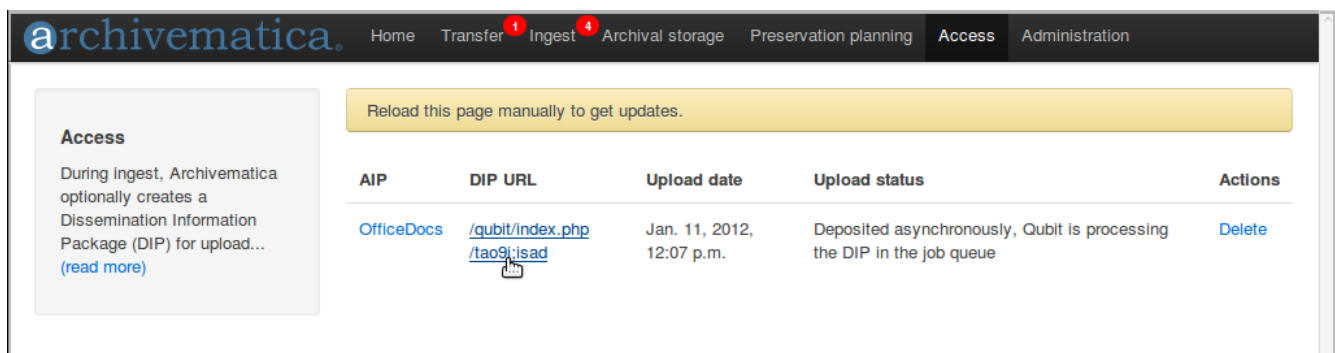 archivematica. Home Transfer 1 Ingest 4 Archival storage Preservation planning Access Administration
Reload this page manually to get updates.
Access
During ingest, Archivematica
optionally creates a
Dissemination Information
Package (DIP) for upload...
(read more)
AIP DIP URL Upload date Upload status Actions
OfficeDocs /qubit/index.php Jan. 11, 2012, Deposited asynchronously, Qubit is processing Delete
/tao9j;isad 12:07 p.m. the DIP in the job queue